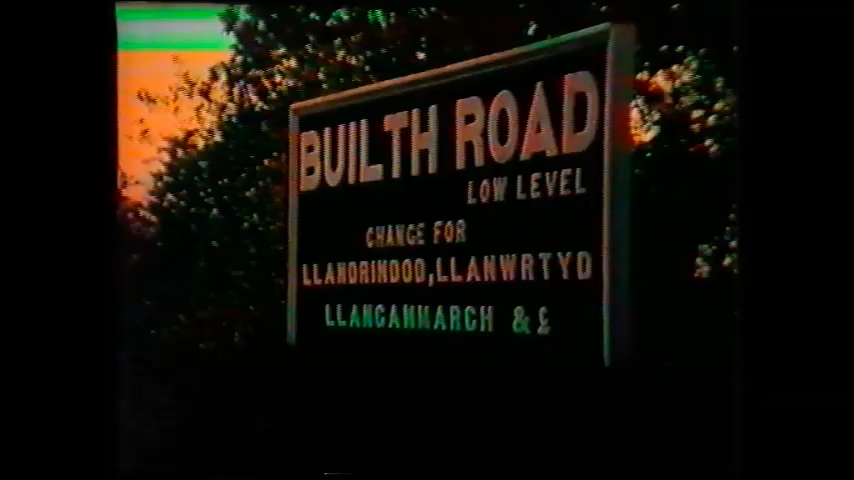 BUILTH ROAD
LOW LEVEL
CHANGE FOR
LLANDRINDOD, LLANWRTYD
LLANGAMMARCH & C